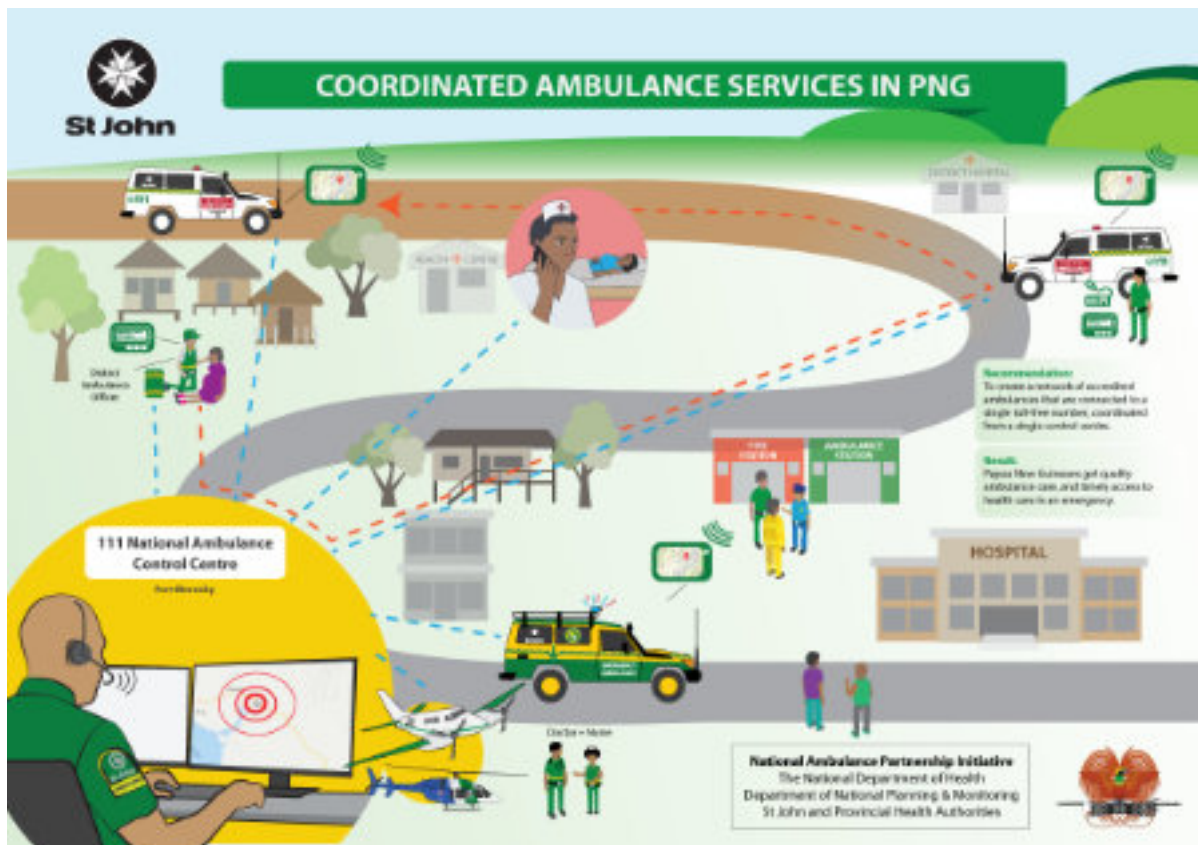 St John
COORDINATED AMBULANCE SERVICES IN PNG
DISTRICT HOSPITAL
HEALTH CENTRE
District
Ambulance
Officer
Recommendation:
To create a network of accredited
ambulances that are connected to a
single toll-free number, coordinated
from a single control centre.
Result:
Papua New Guineans get quality
ambulance care, and timely access to
health care in an emergency.
FIRE
STATION
AMBULANCE
STATION
111 National Ambulance
Control Centre
Port Moresby
HOSPITAL
Doctor + Nurse
National Ambulance Partnership Initiative
The National Department of Health
Department of National Planning & Monitoring
St John and Provincial Health Authorities